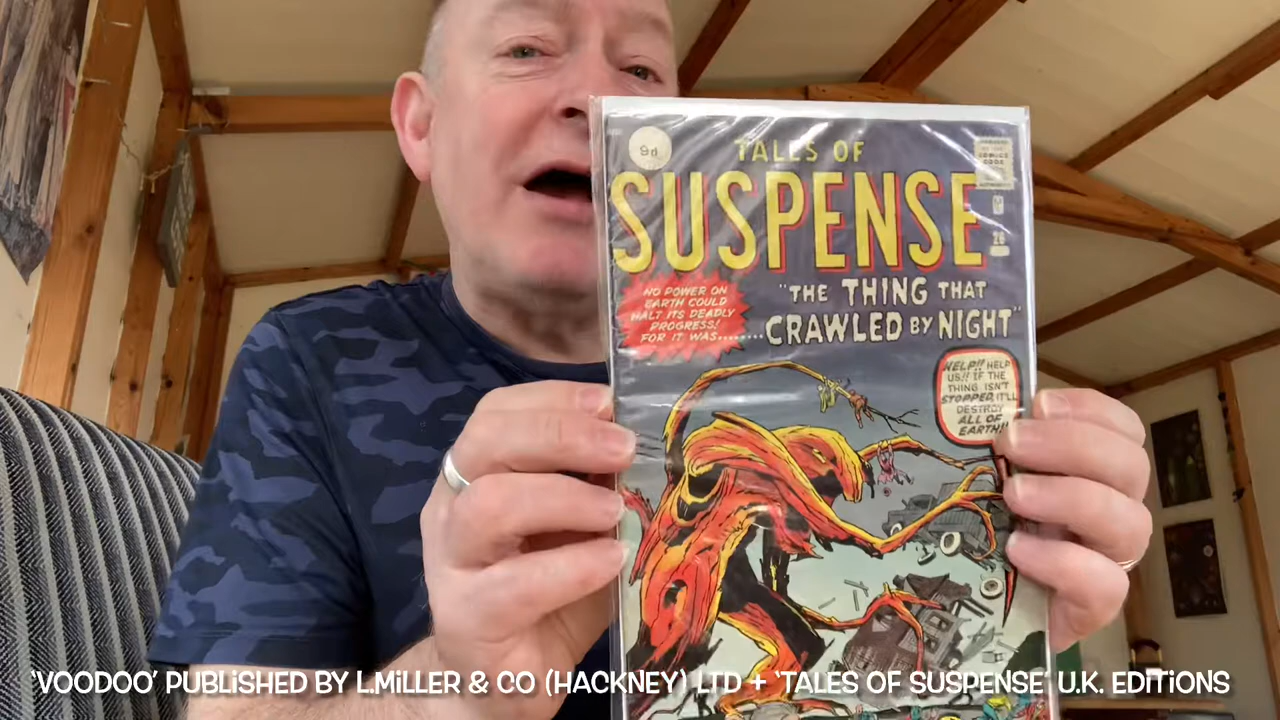 9d
TALES OF
SUSPENSE
COMICS
CODE
26
NO POWER ON
EARTH COULD
HALT ITS DEADLY
PROGRESS!
FOR IT WAS........
"THE THING THAT
CRAWLED BY NIGHT"
HELP!! HELP
US!! IF THE
THING ISN'T
STOPPED, IT'LL
DESTROY
ALL OF
EARTH!!
'VOODOO' PUBLISHED BY L.MILLER & CO (HACKNEY) LTD + 'TALES OF SUSPENSE' U.K. EDITIONS